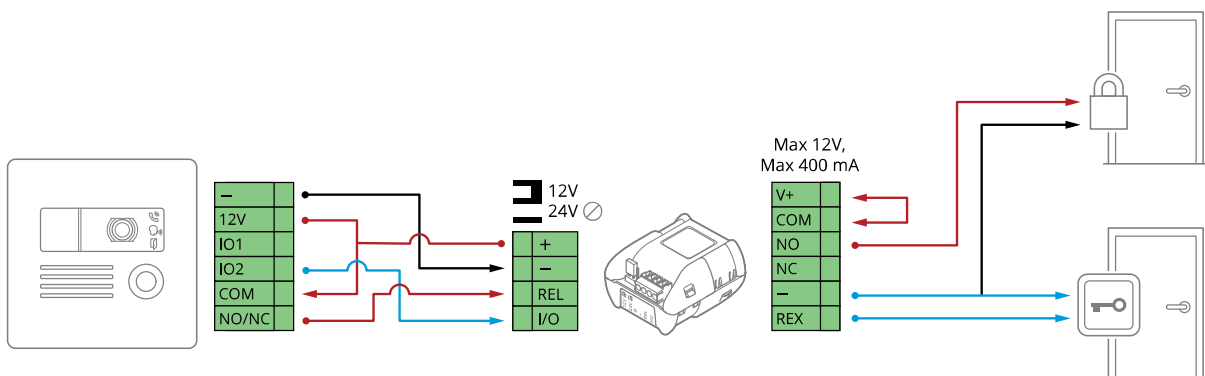 –
12V
IO1
IO2
COM
NO/NC
12V
24V
+
–
REL
I/O
Max 12V,
Max 400 mA
V+
COM
NO
NC
–
REX